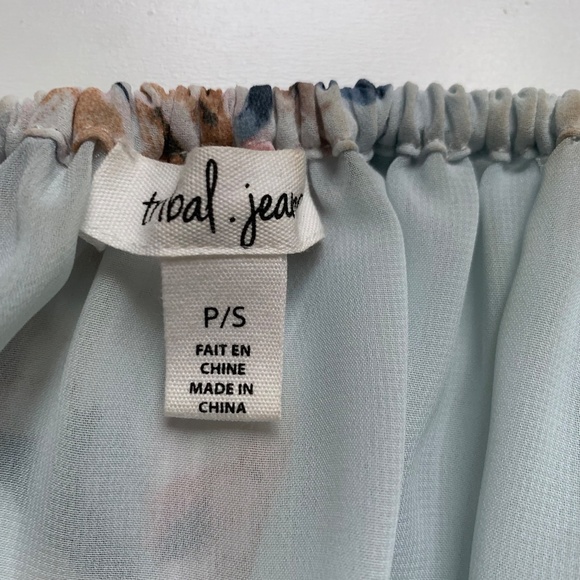 tribal . jeans
P/S
FAIT EN
CHINE
MADE IN
CHINA